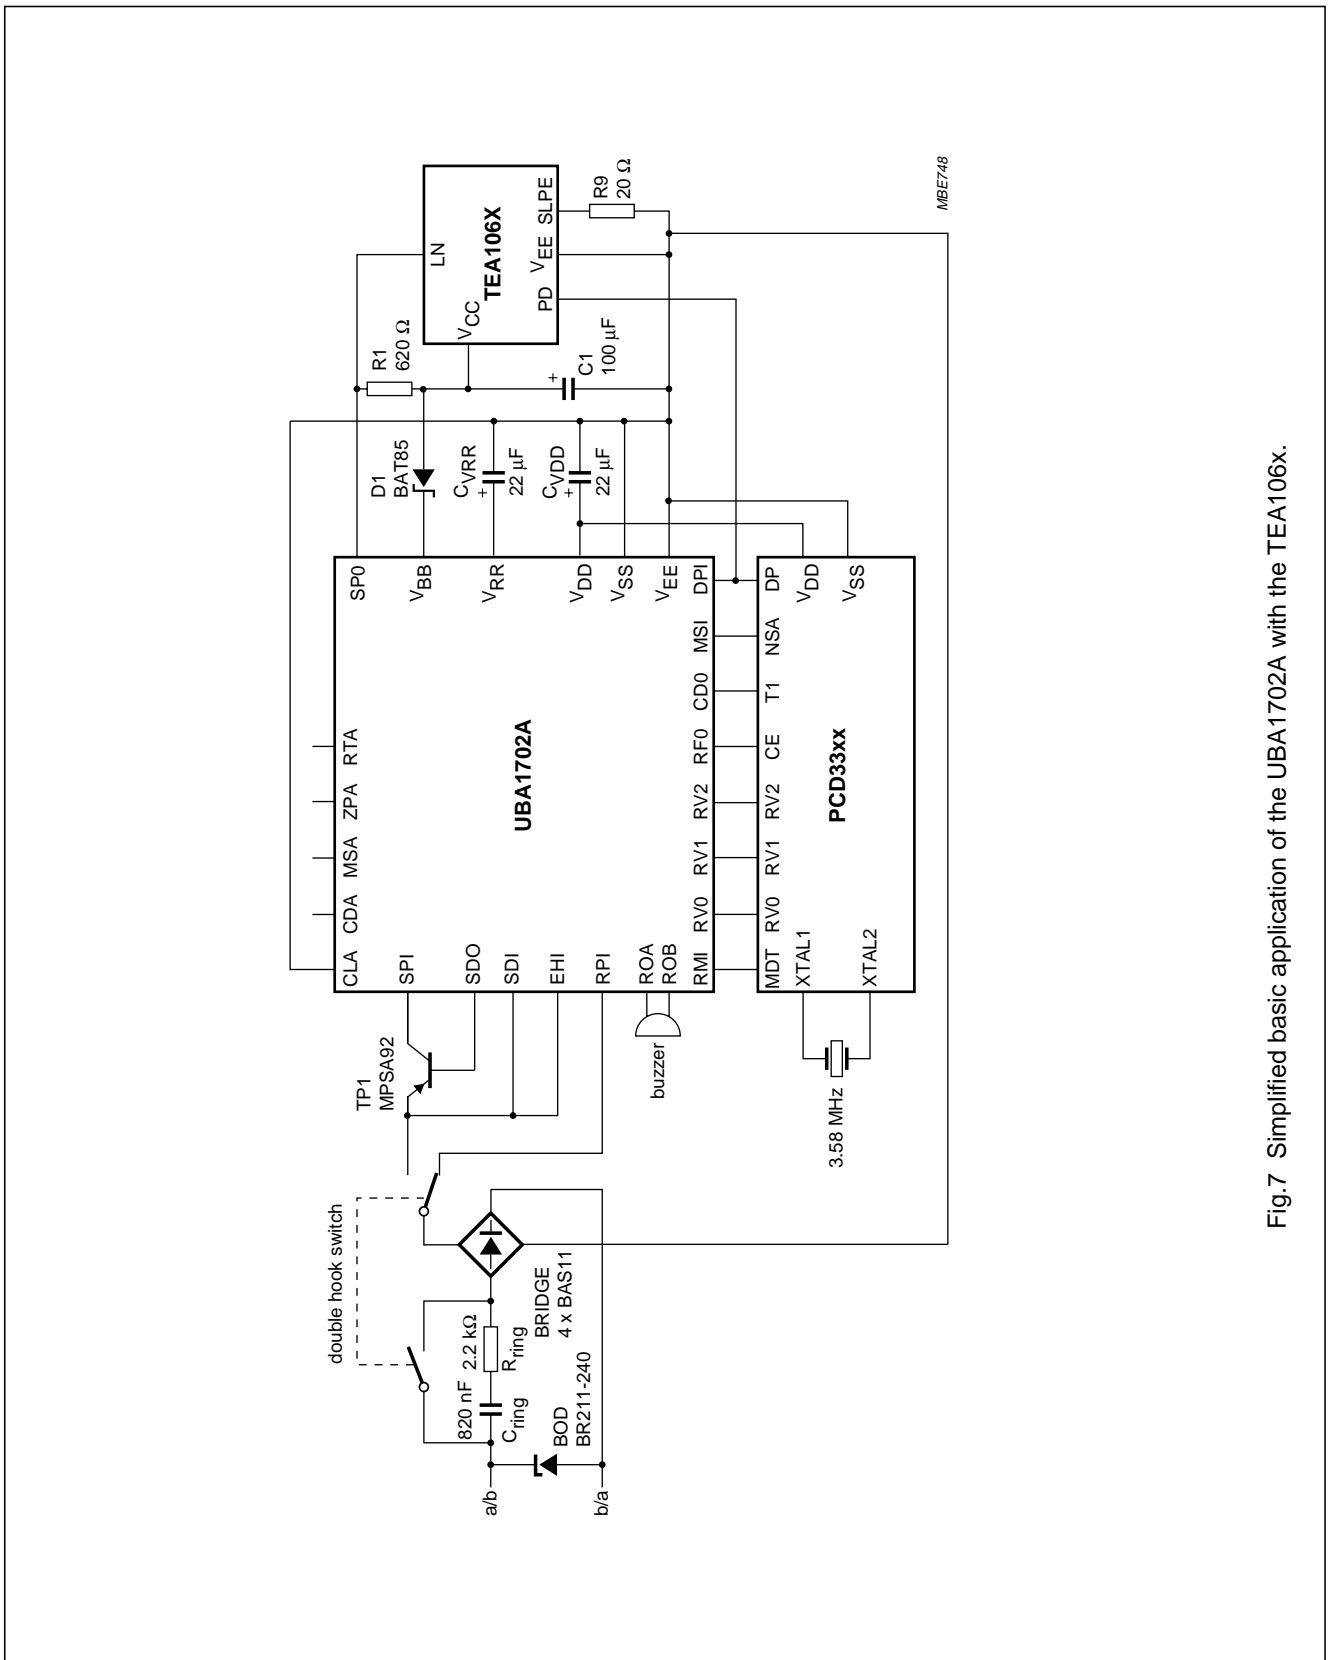 double hook switch
a/b
b/a
820 nF
C ring
2.2 kΩ
R ring
BOD
BR211-240
BRIDGE
4 x BAS11
TP1
MPSA92
buzzer
3.58 MHz
CLA
CDA
MSA
ZPA
RTA
SPI
SDO
SDI
EHI
RPI
ROA
ROB
UBA1702A
SP0
VBB
VRR
VDD
VSS
VEE
RMI
RV0
RV1
RV2
RF0
CD0
MSI
DPI
MDT
RV0
RV1
RV2
CE
T1
NSA
DP
XTAL1
XTAL2
PCD33xx
VDD
VSS
D1
BAT85
CVRR
+
22 µF
CVDD
+
22 µF
R1
620 Ω
+
C1
100 µF
LN
VCC
TEA106X
PD
VEE
SLPE
R9
20 Ω
MBE748
Fig.7 Simplified basic application of the UBA1702A with the TEA106x.